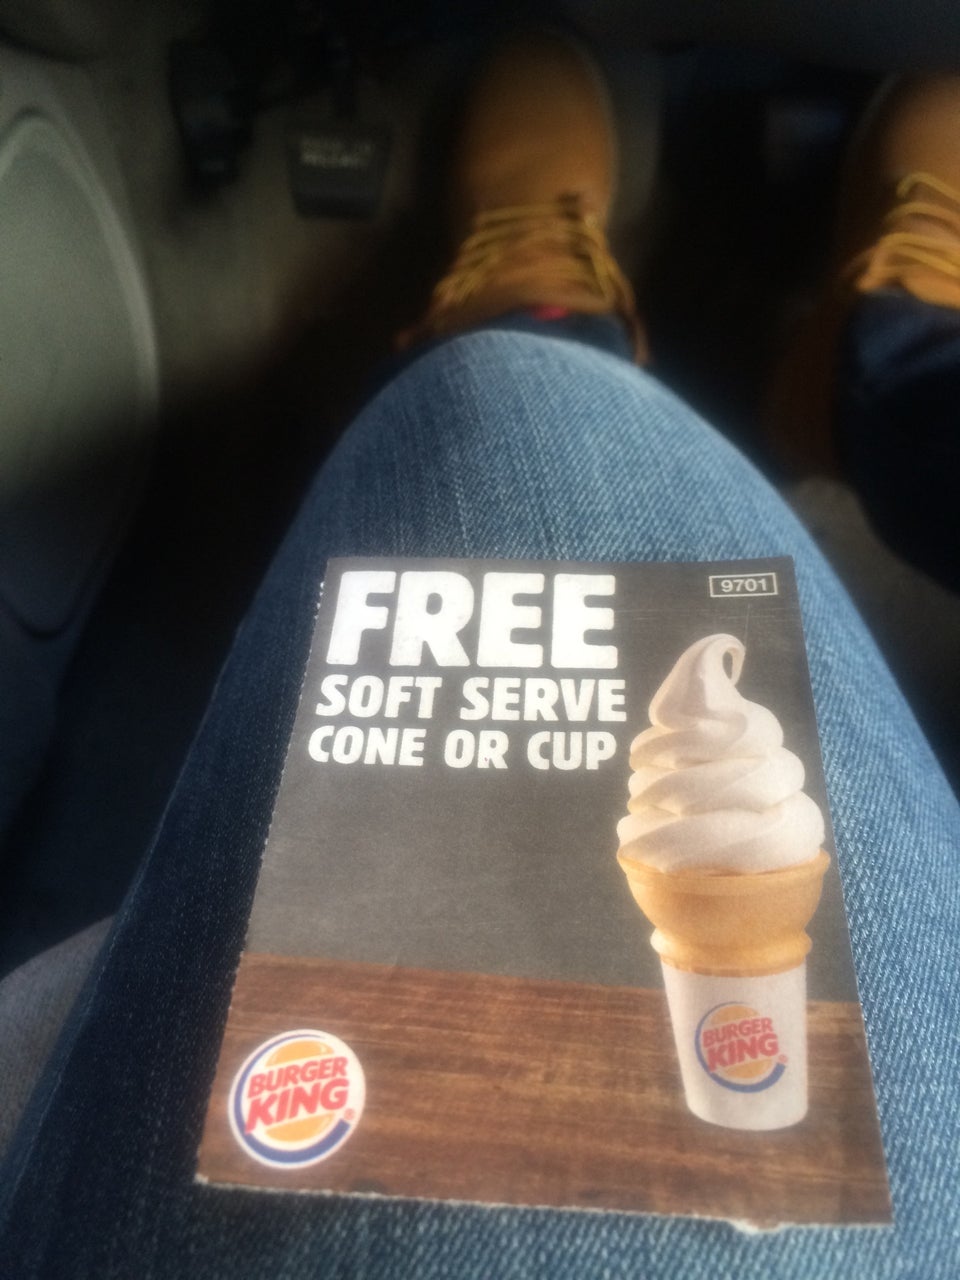 FREE
9701
SOFT SERVE
CONE OR CUP
BURGER
KING
®
BURGER
KING
®